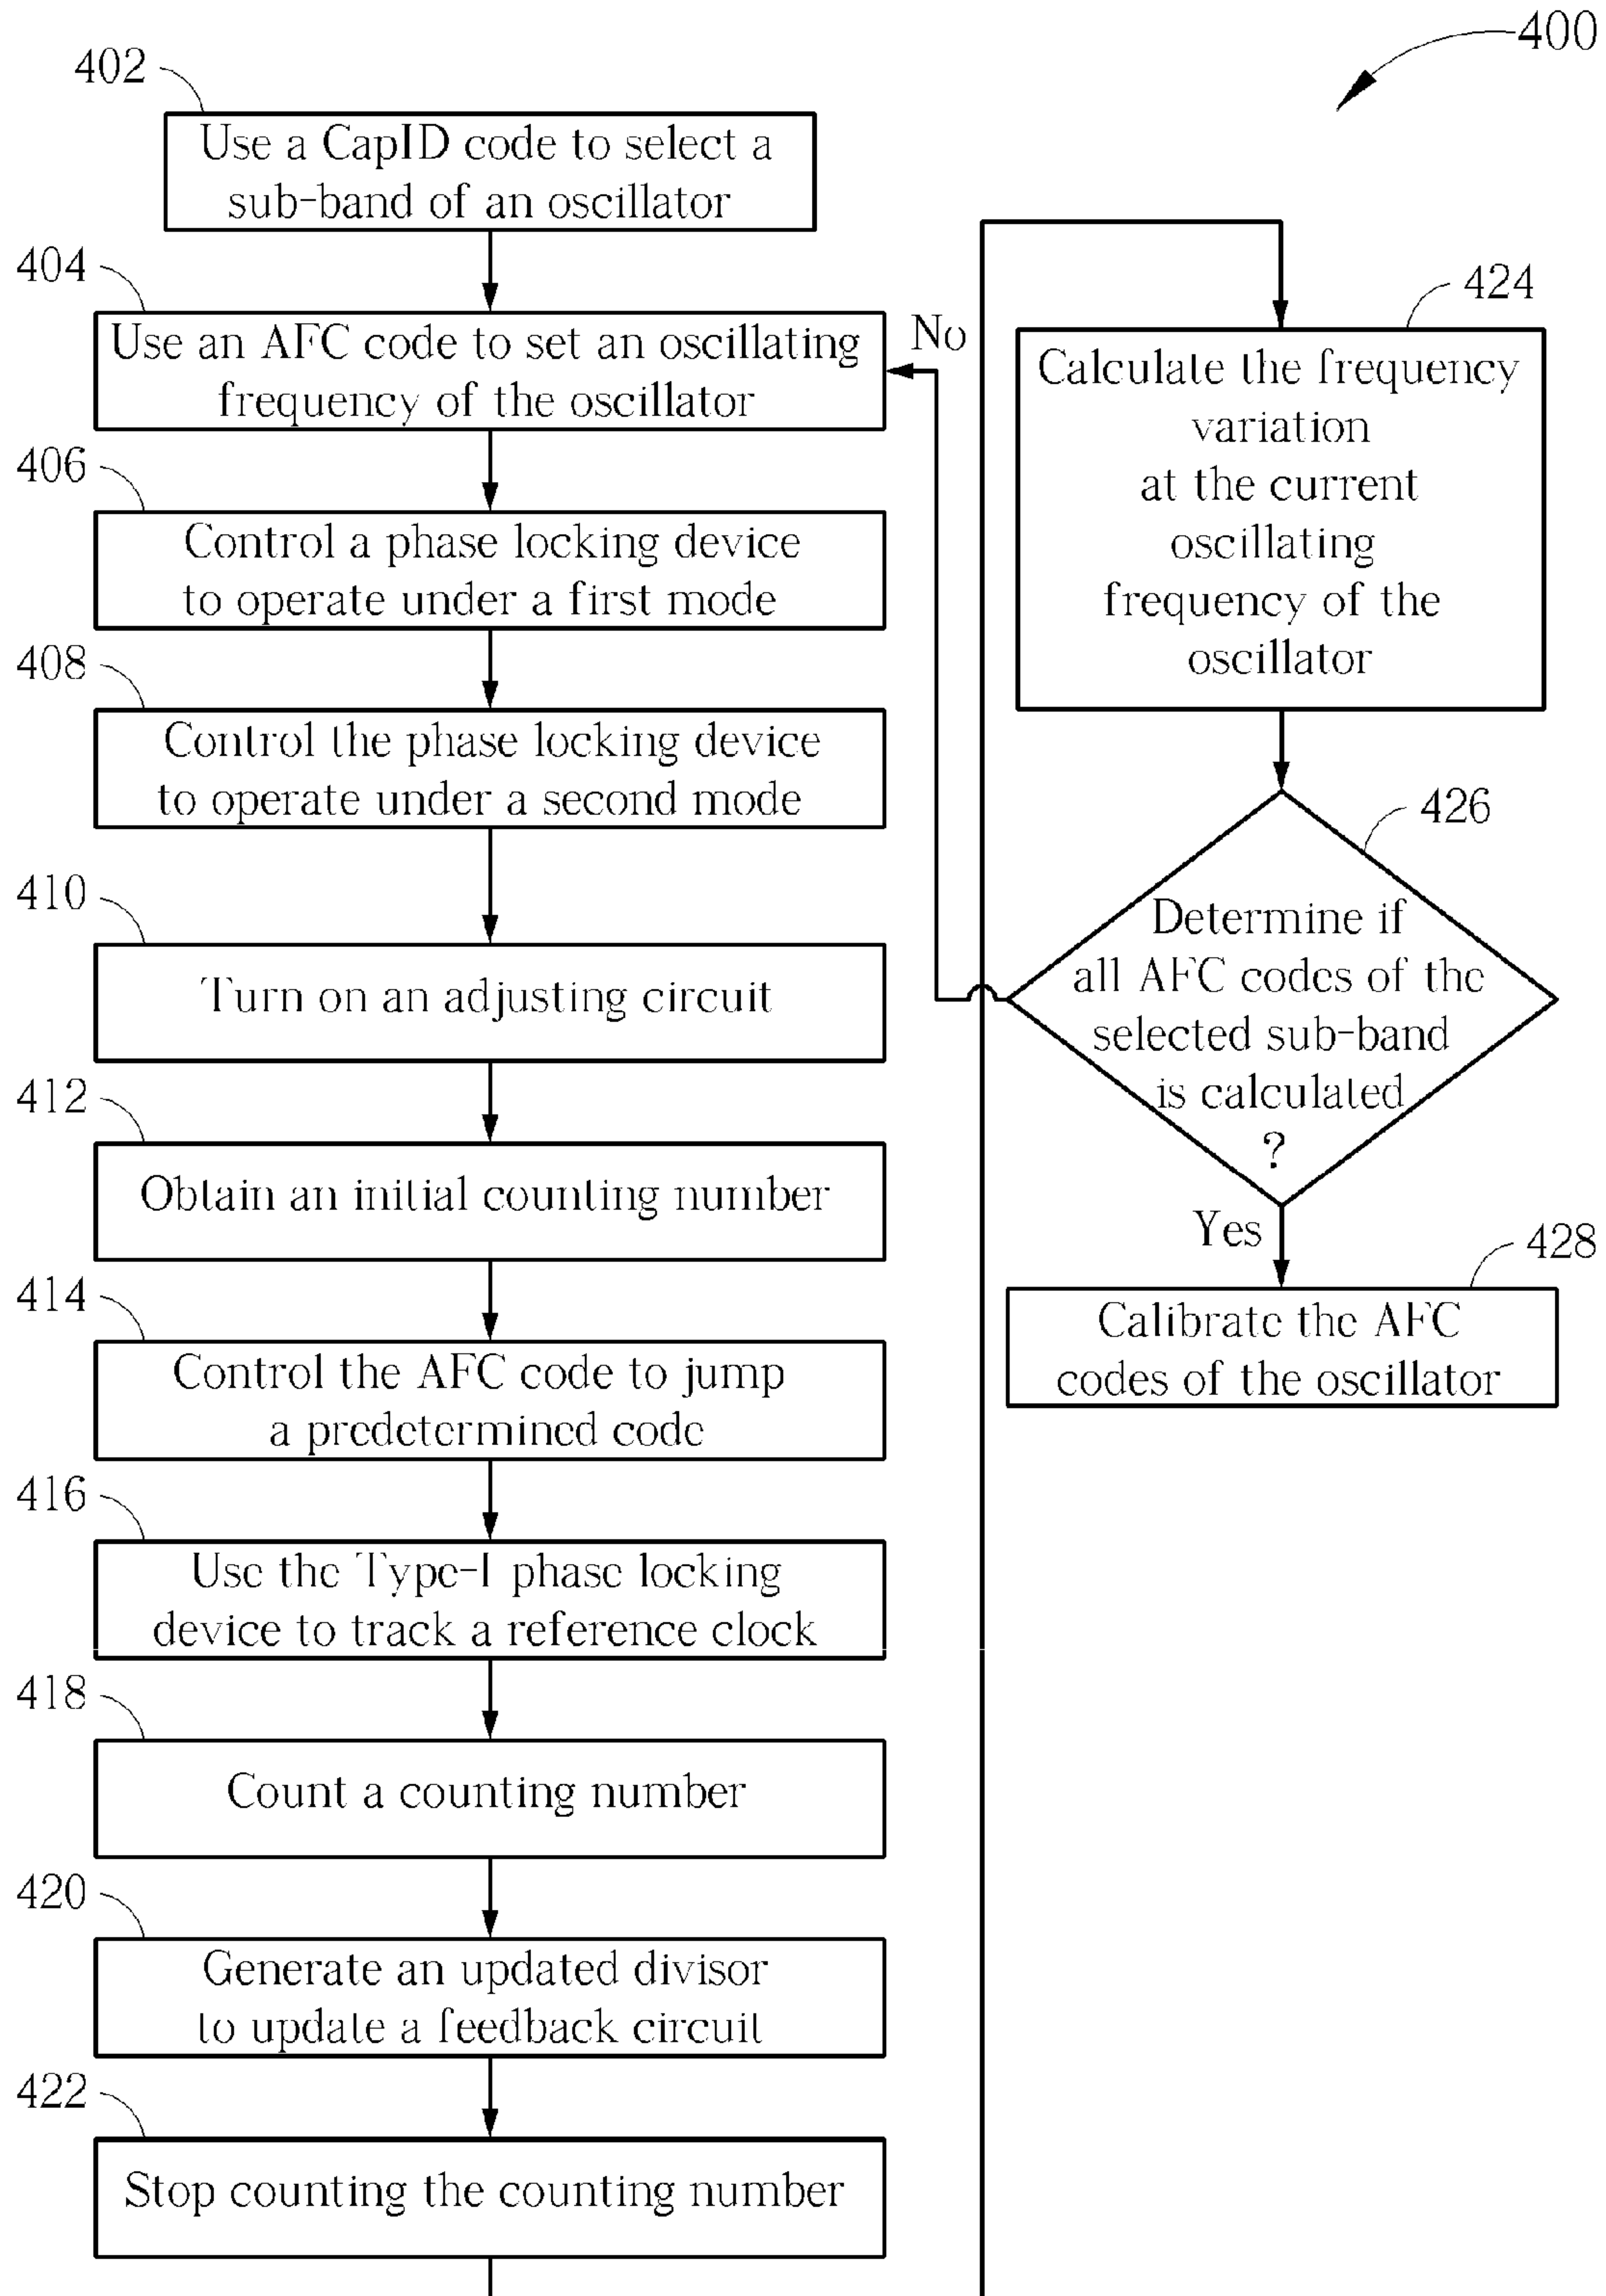 400
402
Use a CapID code to select a
sub-band of an oscillator
404
Use an AFC code to set an oscillating
frequency of the oscillator
406
Control a phase locking device
to operate under a first mode
408
Control the phase locking device
to operate under a second mode
410
Turn on an adjusting circuit
412
Obtain an initial counting number
414
Control the AFC code to jump
a predetermined code
416
Use the Type-I phase locking
device to track a reference clock
418
Count a counting number
420
Generate an updated divisor
to update a feedback circuit
422
Stop counting the counting number
424
Calculate the frequency
variation
at the current
oscillating
frequency of the
oscillator
426
Determine if
all AFC codes of the
selected sub-band
is calculated
?
No
Yes
428
Calibrate the AFC
codes of the oscillator